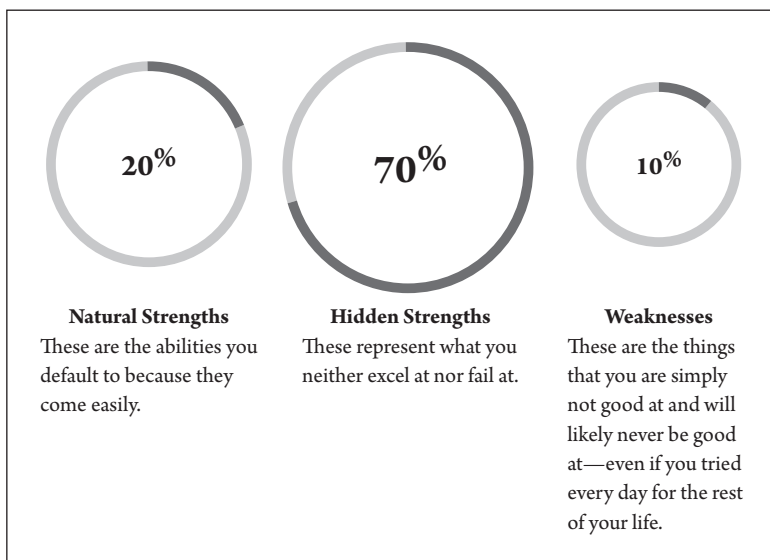 20%
70%
10%
Natural Strengths
These are the abilities you
default to because they
come easily.
Hidden Strengths
These represent what you
neither excel at nor fail at.
Weaknesses
These are the things
that you are simply
not good at and will
likely never be good
at—even if you tried
every day for the rest
of your life.